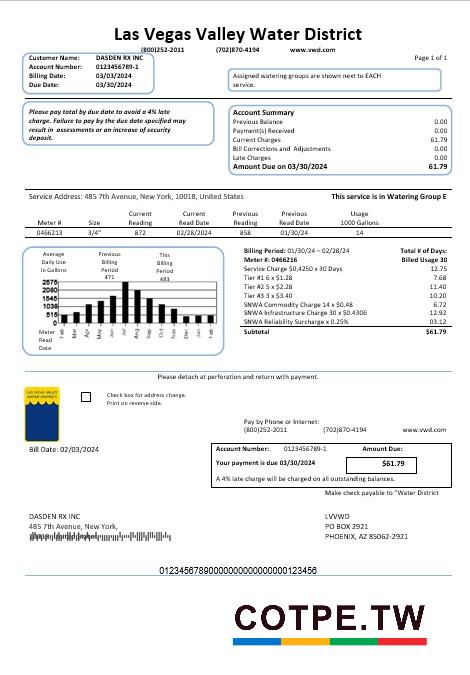 Las Vegas Valley Water District
(800)252-2011 (702)870-4194 www.vwd.com
Page 1 of 1
Customer Name: DASDEN RX INC
Account Number: 0123456789-1
Billing Date: 03/03/2024
Due Date: 03/30/2024
Assigned watering groups are shown next to EACH
service.
Please pay total by due date to avoid a 4% late
charge. Failure to pay by the due date specified may
result in assessments or an increase of security
deposit.
Account Summary
Previous Balance 0.00
Payment(s) Received 0.00
Current Charges 61.79
Bill Corrections and Adjustments 0.00
Late Charges 0.00
Amount Due on 03/30/2024 61.79
Service Address: 485 7th Avenue, New York, 10018, United States
This service is in Watering Group E
Meter # Size Current Reading Current Read Date Previous Reading Previous Read Date Usage 1000 Gallons
0466213 3/4" 872 02/28/2024 858 01/30/24 14
Average Daily Use in Gallons
Previous Billing Period 471
This Billing Period 483
2575
2085
1545
1038
515
0
Feb Mar Apr May Jun Jul Aug Sep Oct Nov Dec Jan Feb
Meter Read Date
Billing Period: 01/30/24 – 02/28/24 Total # of Days:
Meter #: 0466216 Billed Usage 30
Service Charge $0,4250 x 30 Days 12.75
Tier #1 6 x $1.28 7.68
Tier #2 5 x $2.28 11.40
Tier #3 3 x $3.40 10.20
SNWA Commodity Charge 14 x $0.48 6.72
SNWA Infrastructure Charge 30 x $0.4306 12.92
SNWA Reliability Surcharge x 0.25% 03.12
Subtotal $61.79
Please detach at perforation and return with payment.
LAS VEGAS VALLEY
WATER DISTRICT
Check box for address change.
Print on reverse side.
Pay by Phone or Internet:
(800)252-2011 (702)870-4194 www.vwd.com
Bill Date: 02/03/2024
Account Number: 0123456789-1 Amount Due:
Your payment is due 03/30/2024 $61.79
A 4% late charge will be charged on all outstanding balances.
Make check payable to "Water District
DASDEN RX INC
485 7th Avenue, New York,
LVVWD
PO BOX 2921
PHOENIX, AZ 85062-2921
0123456789000000000000000123456
COTPE.TW